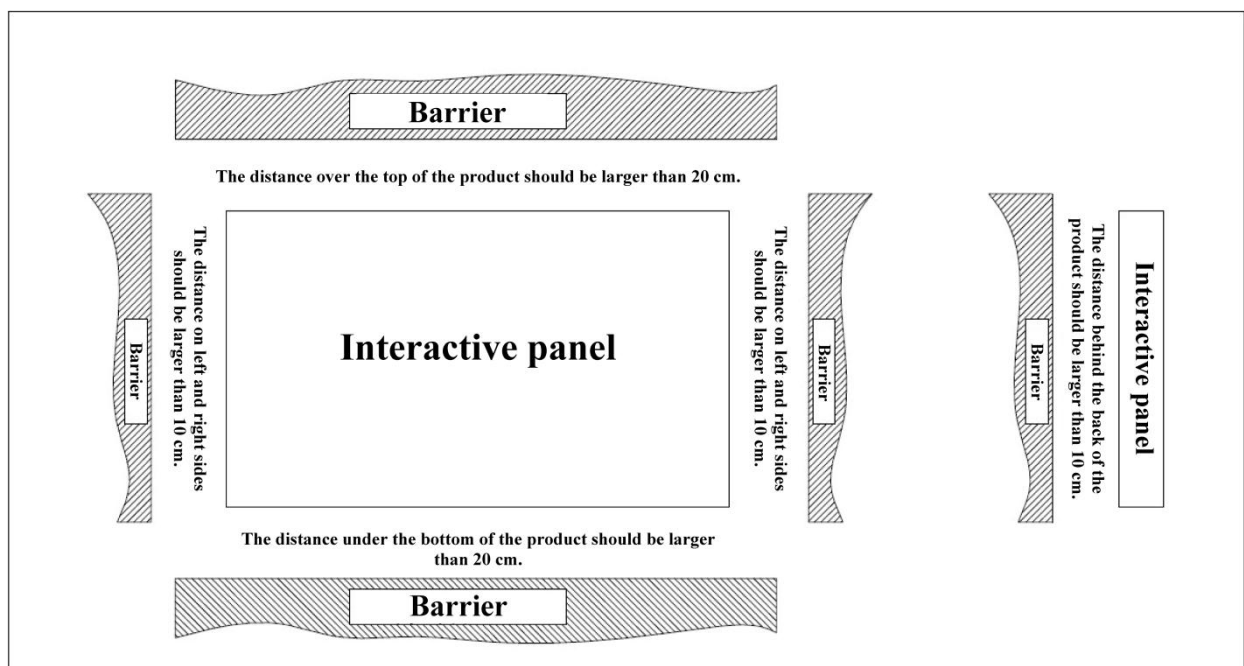 Barrier
The distance over the top of the product should be larger than 20 cm.
Barrier
The distance on left and right sides
should be larger than 10 cm.
Interactive panel
The distance on left and right sides
should be larger than 10 cm.
Barrier
Barrier
The distance behind the back of the
product should be larger than 10 cm.
Interactive panel
The distance under the bottom of the product should be larger
than 20 cm.
Barrier